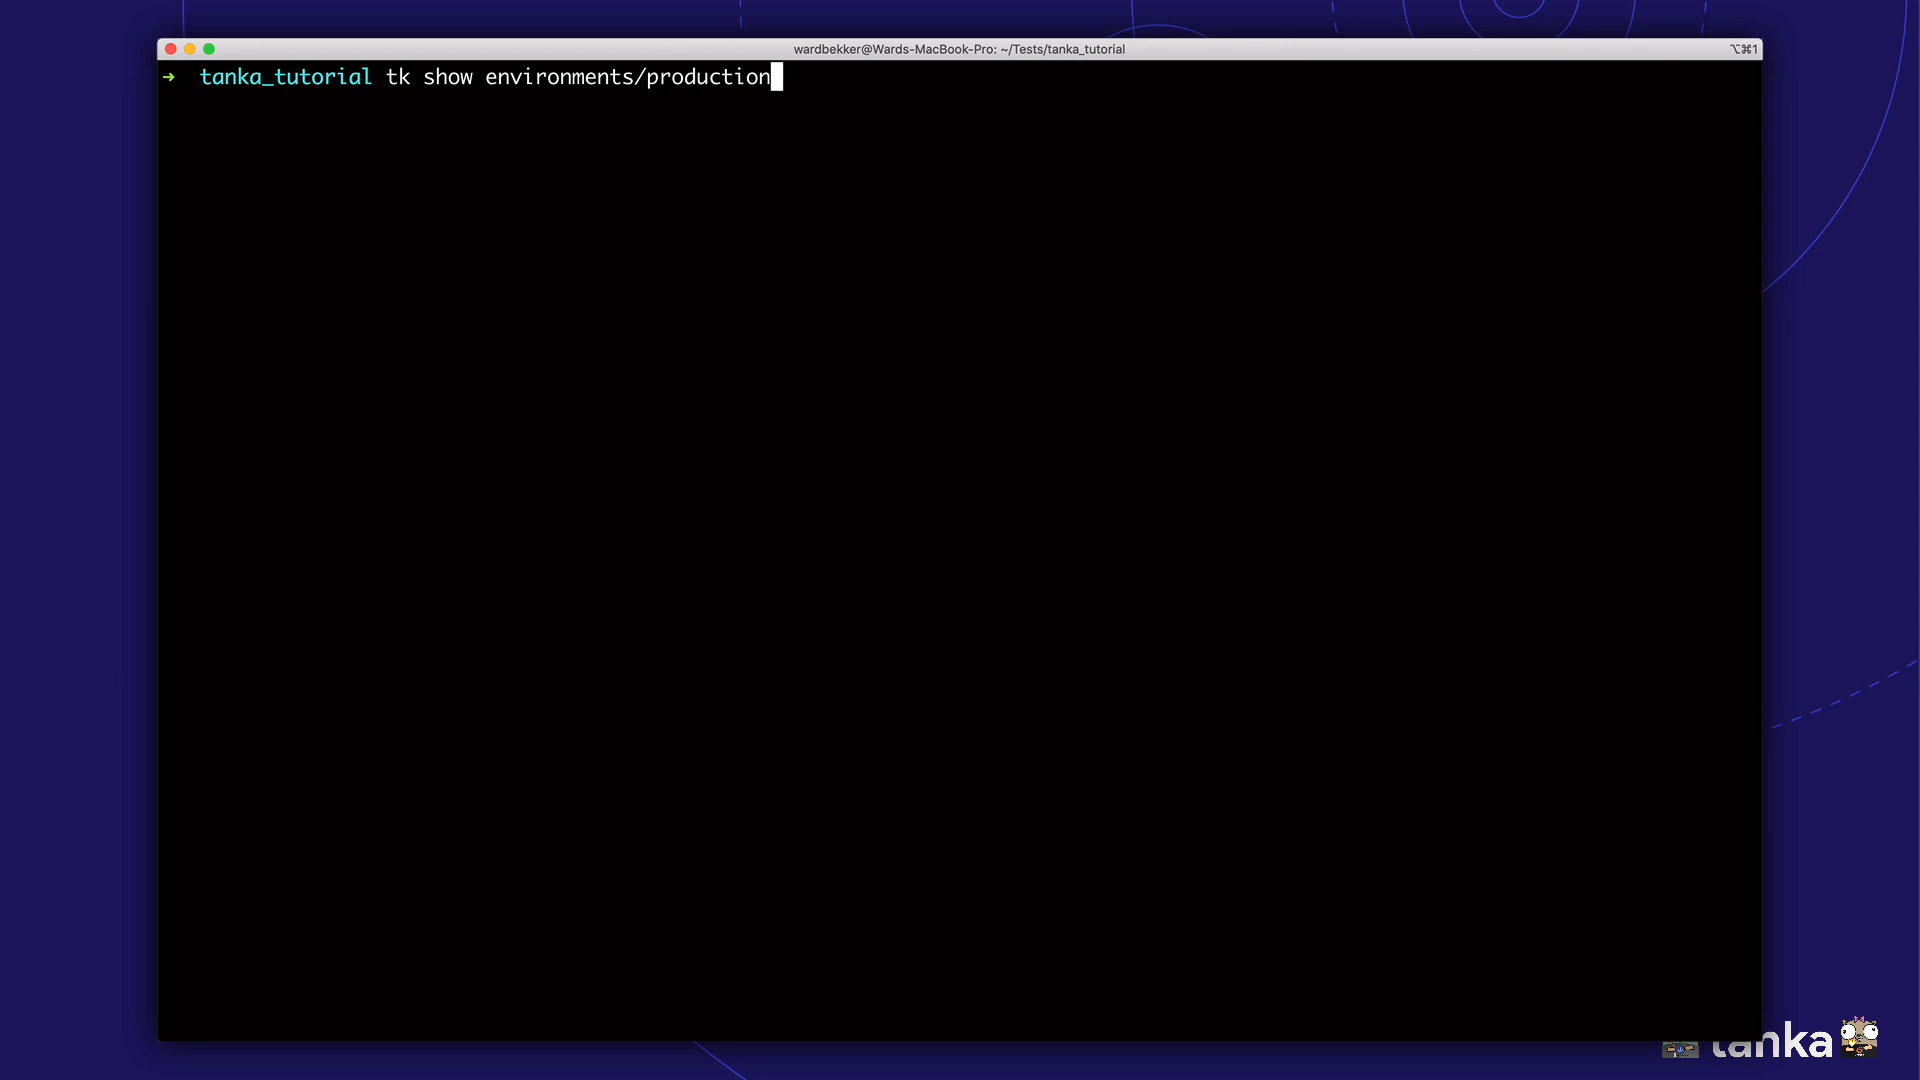 wardbekker@Wards-MacBook-Pro: ~/Tests/tanka_tutorial
⌥⌘1
➜ tanka_tutorial tk show environments/production
tanka